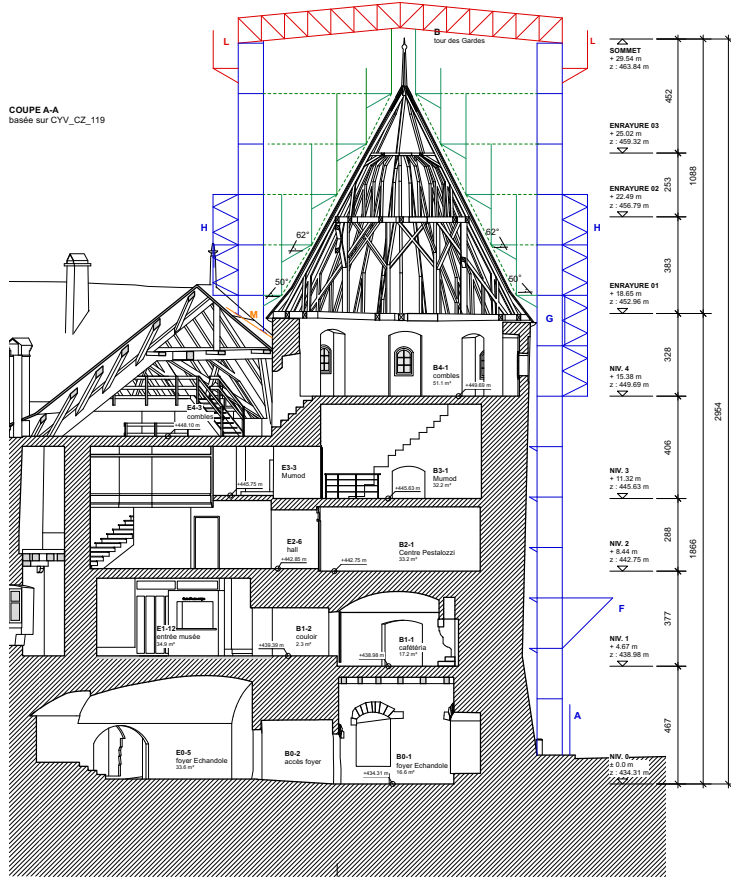 L
B
tour des Gardes
L
SOMMET
+ 29.54 m
z : 463.84 m
COUPE A-A
basée sur CYV_CZ_119
452
ENRAYURE 03
+ 25.02 m
z : 459.32 m
1088
253
ENRAYURE 02
+ 22.49 m
z : 456.79 m
H
62°
62°
H
383
50°
50°
ENRAYURE 01
+ 18.65 m
z : 452.96 m
M
G
328
B4-1
combles
51.1 m²
+449.69 m
NIV. 4
+ 15.38 m
z : 449.69 m
E4-3
combles
+448.10 m
2954
406
E3-3
Mumod
+445.75 m
B3-1
Mumod
32.2 m²
+445.63 m
NIV. 3
+ 11.32 m
z : 445.63 m
288
E2-6
hall
+442.85 m
B2-1
Centre Pestalozzi
33.2 m²
+442.75 m
NIV. 2
+ 8.44 m
z : 442.75 m
1866
377
F
E1-12
entrée musée
34.9 m²
B1-2
couloir
2.3 m²
+439.39 m
B1-1
cafétéria
17.2 m²
+438.98 m
NIV. 1
+ 4.67 m
z : 438.98 m
467
A
E0-5
foyer Echandole
33.6 m²
B0-2
accès foyer
B0-1
foyer Echandole
16.6 m²
+434.31 m
NIV. 0
± 0.0 m
z : 434.31 m